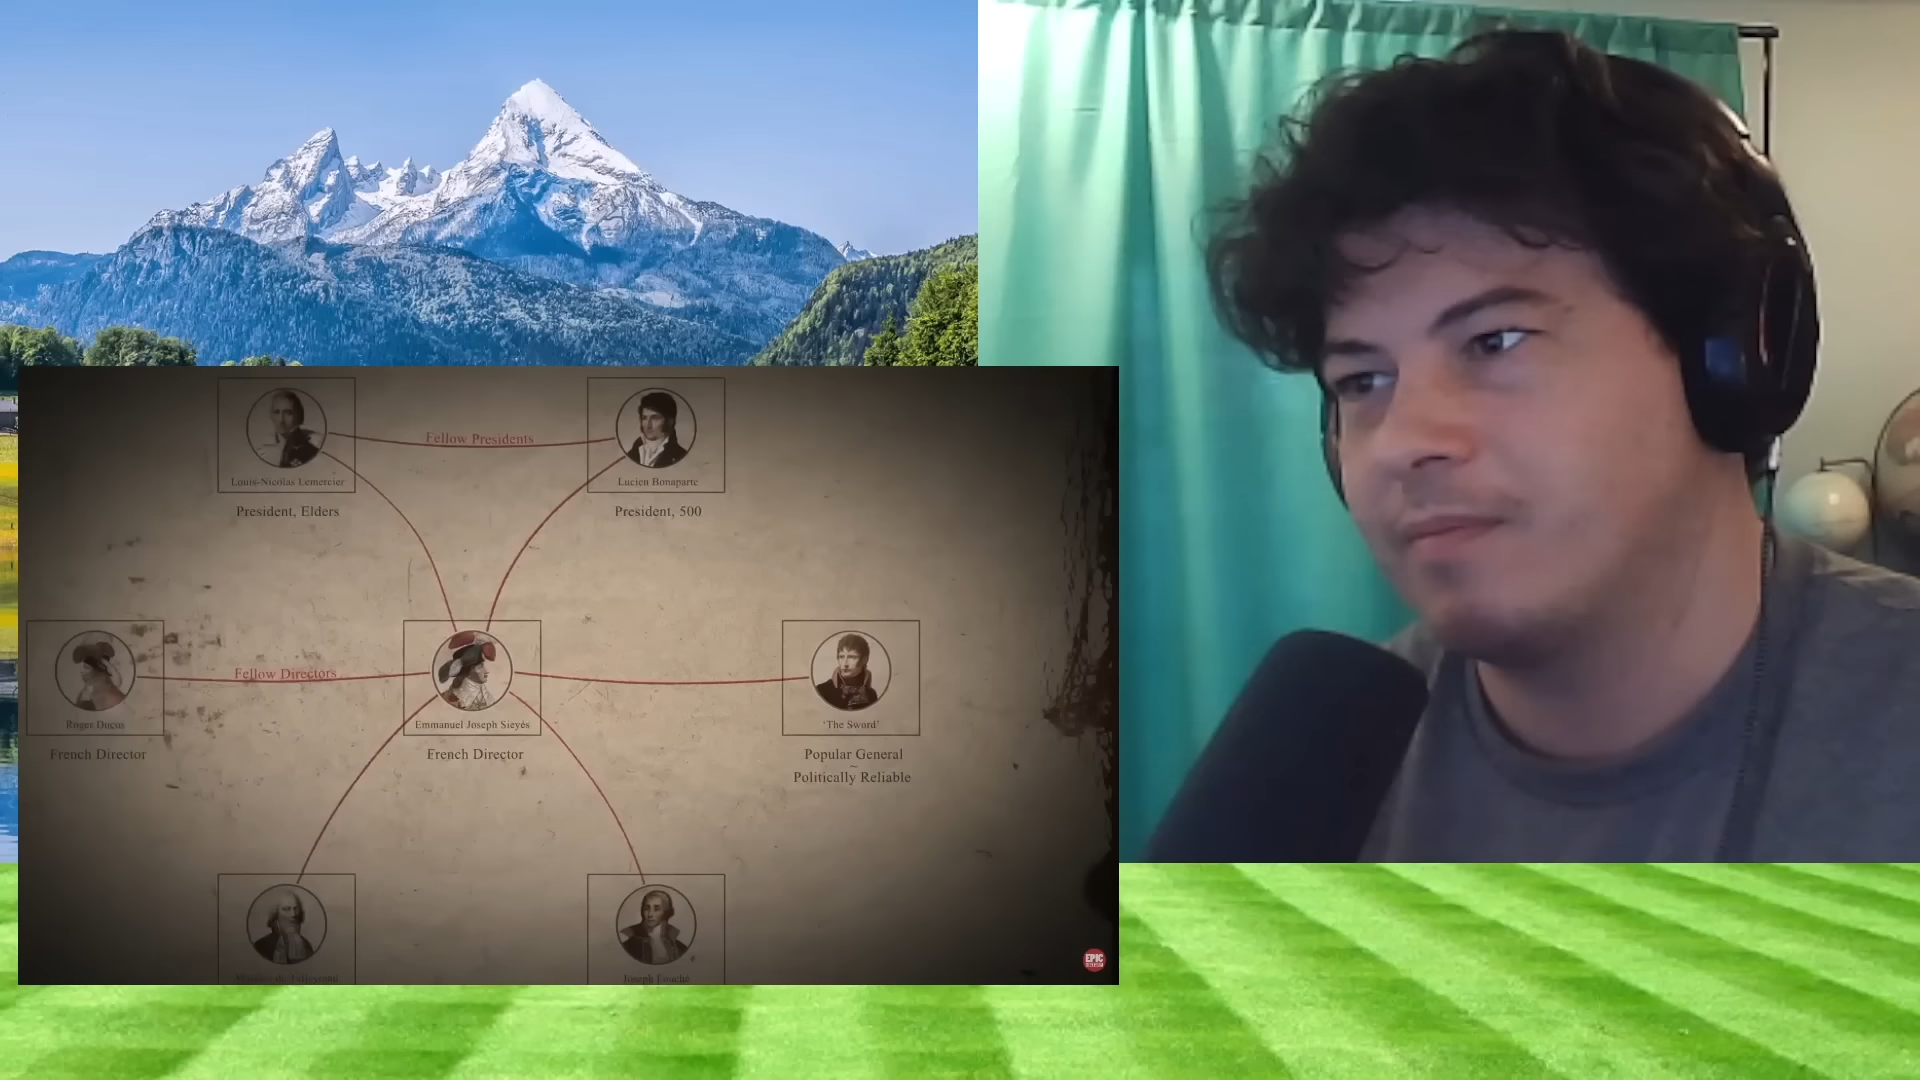 Fellow Presidents
Louis-Nicolas Lemercier
Lucien Bonaparte
President, Elders
President, 500
Fellow Directors
Roger Ducos
Emmanuel Joseph Sieyès
'The Sword'
French Director
French Director
Popular General
~
Politically Reliable
EPIC
Joseph Fouché